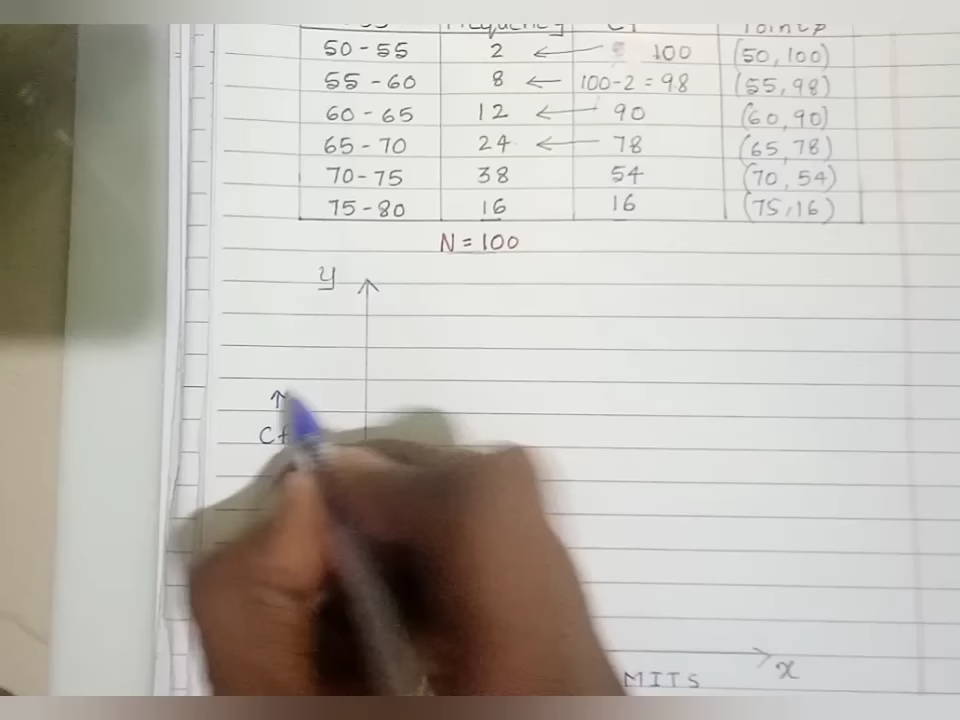 50-55 2 100 (50,100)
55-60 8 100-2=98 (55,98)
60-65 12 90 (60,90)
65-70 24 78 (65,78)
70-75 38 54 (70,54)
75-80 16 16 (75,16)
N=100
y
Cf
x
MITS